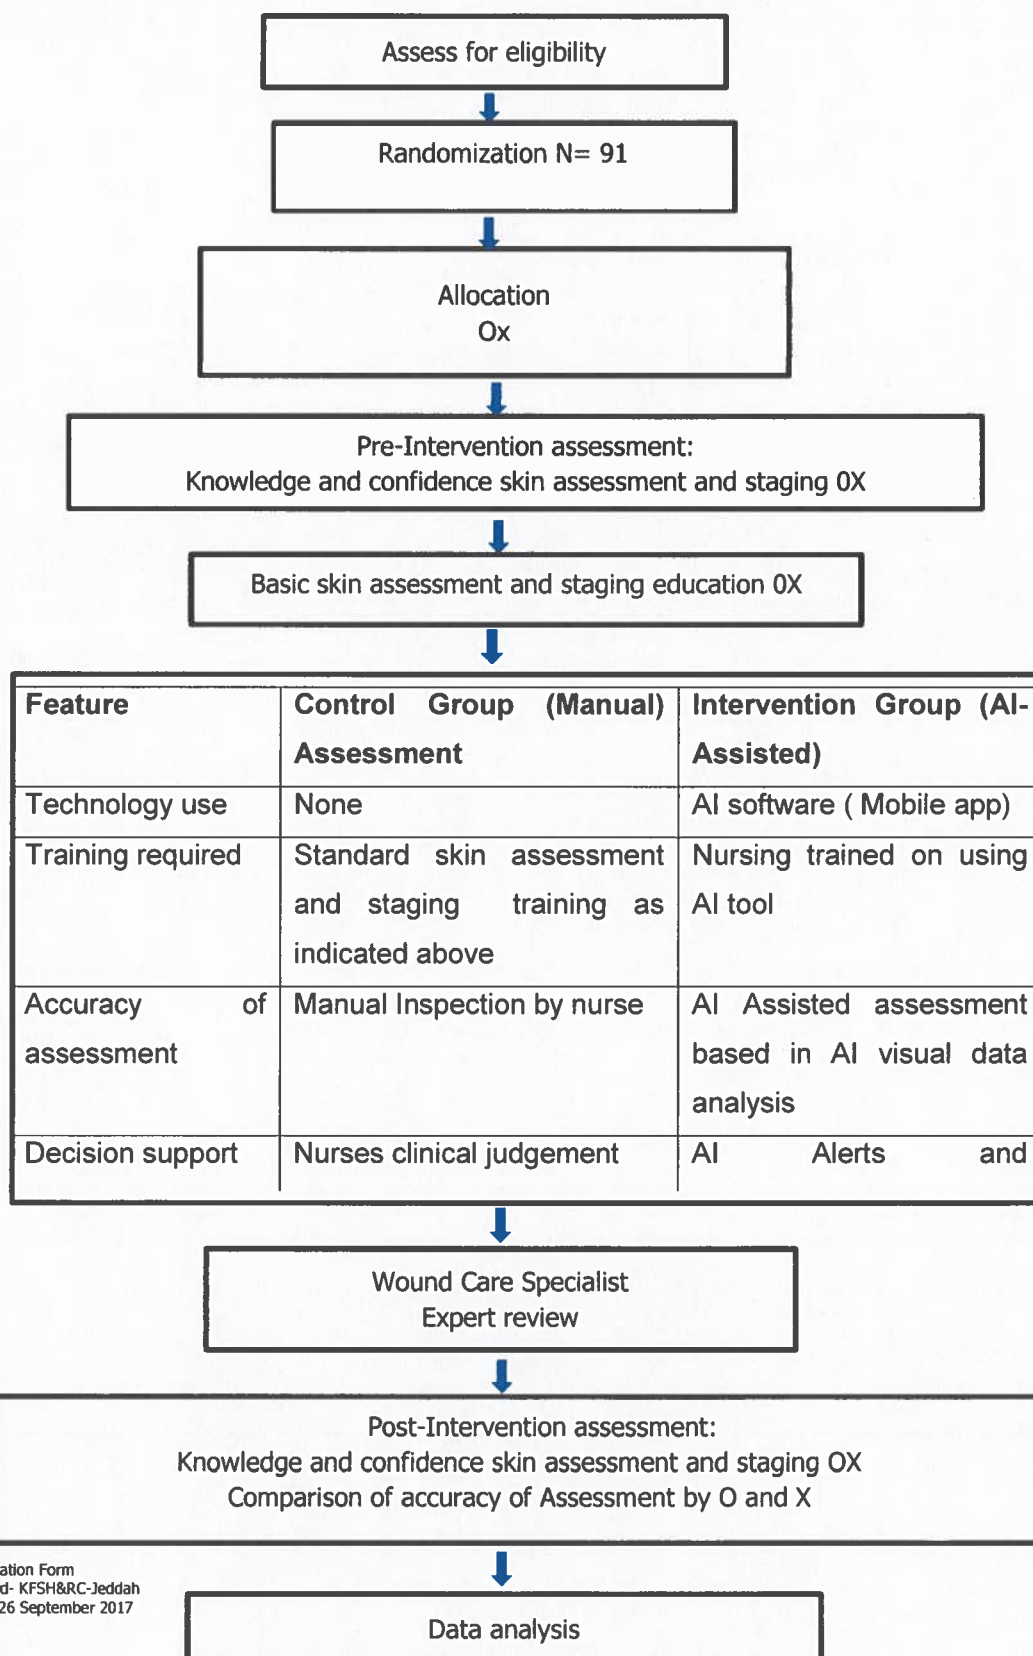 Assess for eligibility
Randomization N= 91
Allocation
Ox
Pre-Intervention assessment:
Knowledge and confidence skin assessment and staging 0X
Basic skin assessment and staging education 0X
Feature
Control Group (Manual)
Assessment
Intervention Group (AI-
Assisted)
Technology use
None
AI software ( Mobile app)
Training required
Standard skin assessment
and staging training as
indicated above
Nursing trained on using
AI tool
Accuracy of
assessment
Manual Inspection by nurse
AI Assisted assessment
based in AI visual data
analysis
Decision support
Nurses clinical judgement
AI Alerts and
Wound Care Specialist
Expert review
Post-Intervention assessment:
Knowledge and confidence skin assessment and staging OX
Comparison of accuracy of Assessment by O and X
Form
KFSH&RC-Jeddah
26 September 2017
Data analysis